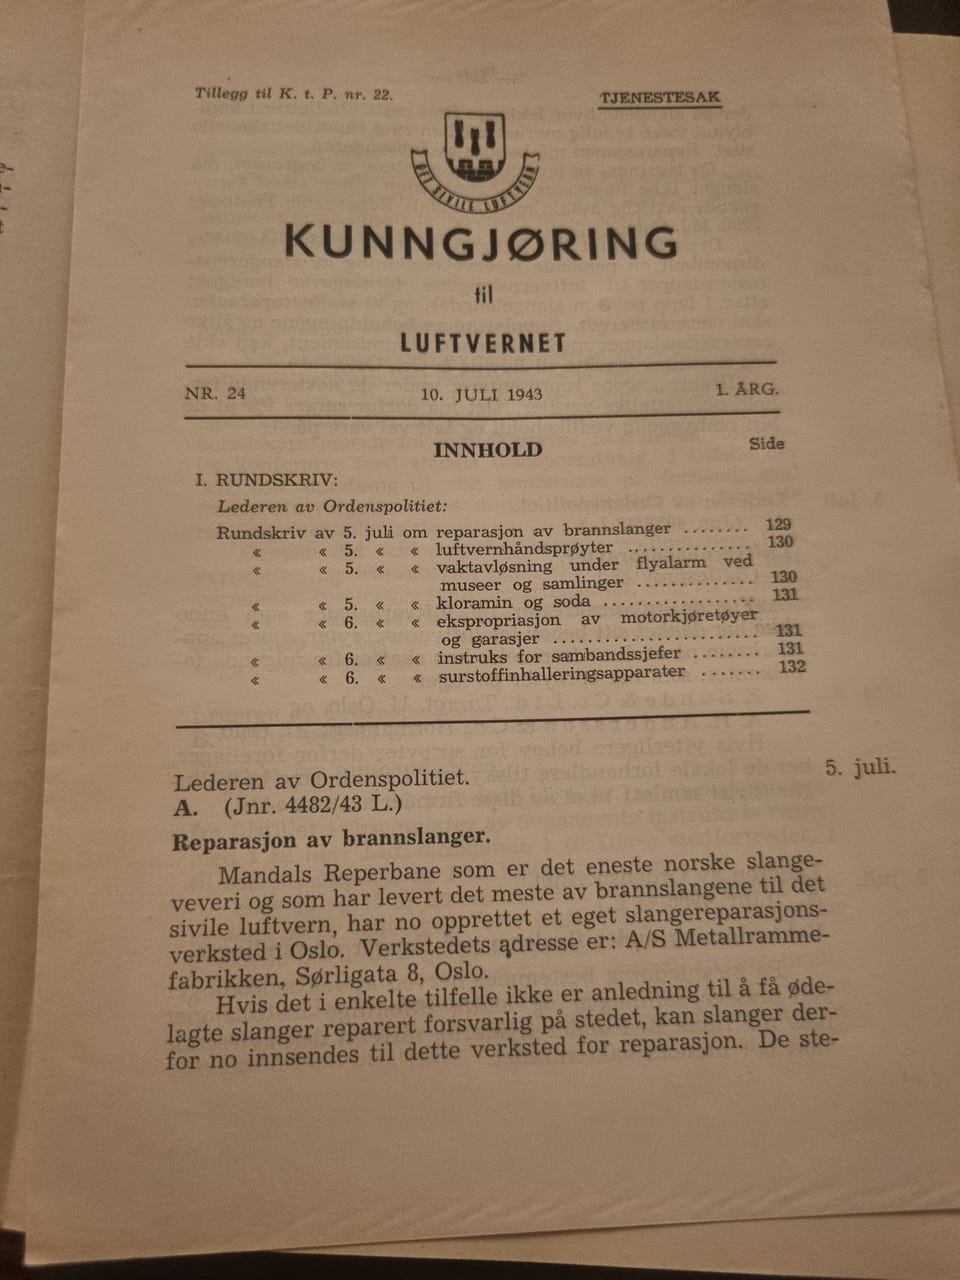 Tillegg til K. t. P. nr. 22.
TJENESTESAK
DET SIVILE LUFTVERN
KUNNGJØRING
til
LUFTVERNET
NR. 24 10. JULI 1943 1. ÅRG.
INNHOLD Side
I. RUNDSKRIV:
Lederen av Ordenspolitiet:
Rundskriv av 5. juli om reparasjon av brannslanger ........ 129
« « 5. « « luftvernhåndsprøyter ............... 130
« « 5. « « vaktavløsning under flyalarm ved
museer og samlinger .............. 130
« « 5. « « kloramin og soda .................. 131
« « 6. « « ekspropriasjon av motorkjøretøyer
og garasjer ........................ 131
« « 6. « « instruks for sambandssjefer ........ 131
« « 6. « « surstoffinhalleringsapparater ....... 132
Lederen av Ordenspolitiet. 5. juli.
A. (Jnr. 4482/43 L.)
Reparasjon av brannslanger.
Mandals Reperbane som er det eneste norske slange-
veveri og som har levert det meste av brannslangene til det
sivile luftvern, har no opprettet et eget slangereparasjons-
verksted i Oslo. Verkstedets adresse er: A/S Metallramme-
fabrikken, Sørligata 8, Oslo.
Hvis det i enkelte tilfelle ikke er anledning til å få øde-
lagte slanger reparert forsvarlig på stedet, kan slanger der-
for no innsendes til dette verksted for reparasjon. De ste-